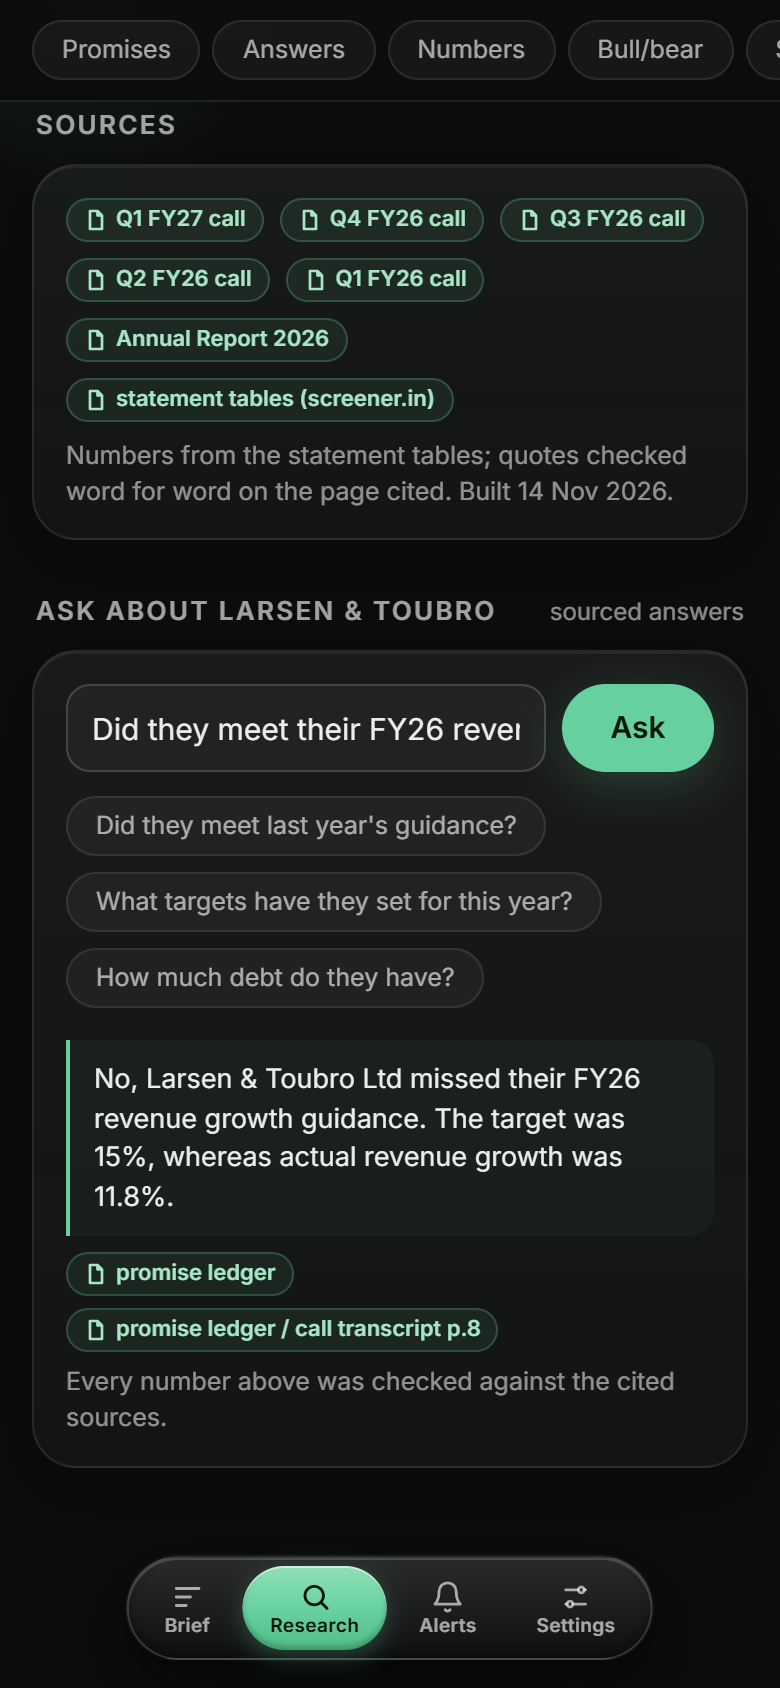 Promises
Answers
Numbers
Bull/bear
SOURCES
Q1 FY27 call
Q4 FY26 call
Q3 FY26 call
Q2 FY26 call
Q1 FY26 call
Annual Report 2026
statement tables (screener.in)
Numbers from the statement tables; quotes checked
word for word on the page cited. Built 14 Nov 2026.
ASK ABOUT LARSEN & TOUBRO
sourced answers
Did they meet their FY26
Ask
Did they meet last year's guidance?
What targets have they set for this year?
How much debt do they have?
No, Larsen & Toubro Ltd missed their FY26
revenue growth guidance. The target was
15%, whereas actual revenue growth was
11.8%.
promise ledger
promise ledger / call transcript p.8
Every number above was checked against the cited
sources.
Brief
Research
Alerts
Settings